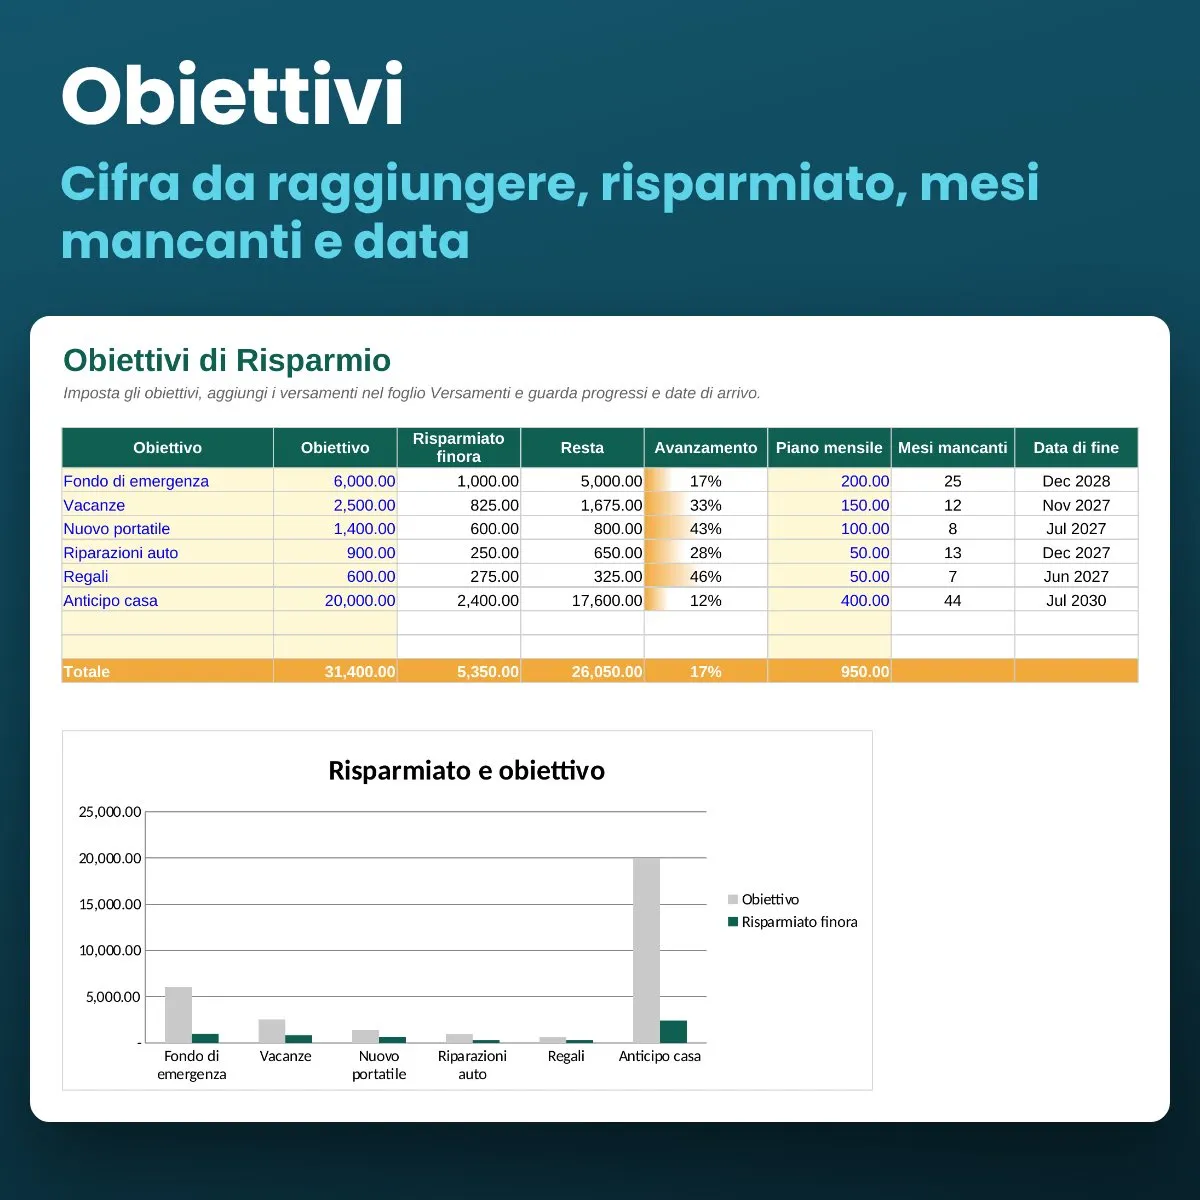 Obiettivi
Cifra da raggiungere, risparmiato, mesi
mancanti e data
Obiettivi di Risparmio
Imposta gli obiettivi, aggiungi i versamenti nel foglio Versamenti e guarda progressi e date di arrivo.
Obiettivo Obiettivo Risparmiato finora Resta Avanzamento Piano mensile Mesi mancanti Data di fine
Fondo di emergenza 6,000.00 1,000.00 5,000.00 17% 200.00 25 Dec 2028
Vacanze 2,500.00 825.00 1,675.00 33% 150.00 12 Nov 2027
Nuovo portatile 1,400.00 600.00 800.00 43% 100.00 8 Jul 2027
Riparazioni auto 900.00 250.00 650.00 28% 50.00 13 Dec 2027
Regali 600.00 275.00 325.00 46% 50.00 7 Jun 2027
Anticipo casa 20,000.00 2,400.00 17,600.00 12% 400.00 44 Jul 2030
Totale 31,400.00 5,350.00 26,050.00 17% 950.00
Risparmiato e obiettivo
25,000.00
20,000.00
15,000.00
10,000.00
5,000.00
-
Fondo di emergenza Vacanze Nuovo portatile Riparazioni auto Regali Anticipo casa
Obiettivo
Risparmiato finora